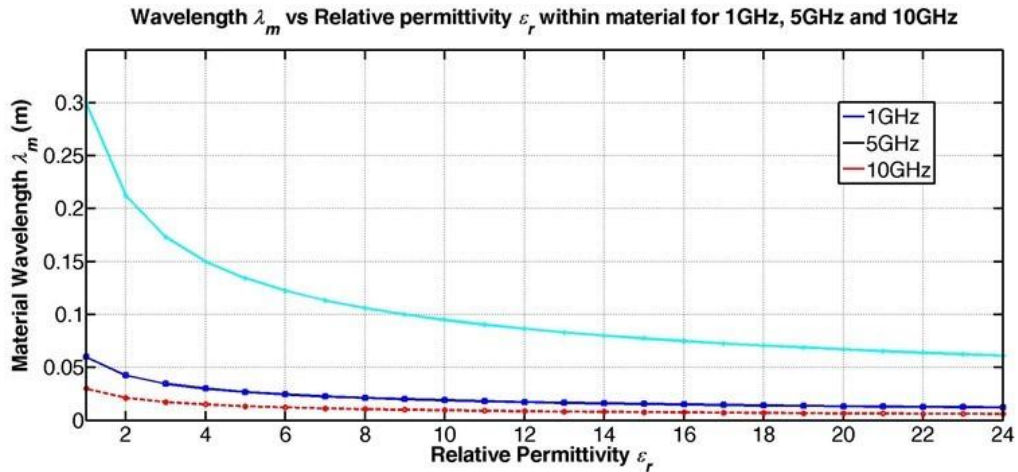 Wavelength λm vs Relative permittivity εr within material for 1GHz, 5GHz and 10GHz
Material Wavelength λm (m)
0.3
0.25
0.2
0.15
0.1
0.05
0
1GHz
5GHz
10GHz
2 4 6 8 10 12 14 16 18 20 22 24
Relative Permittivity εr